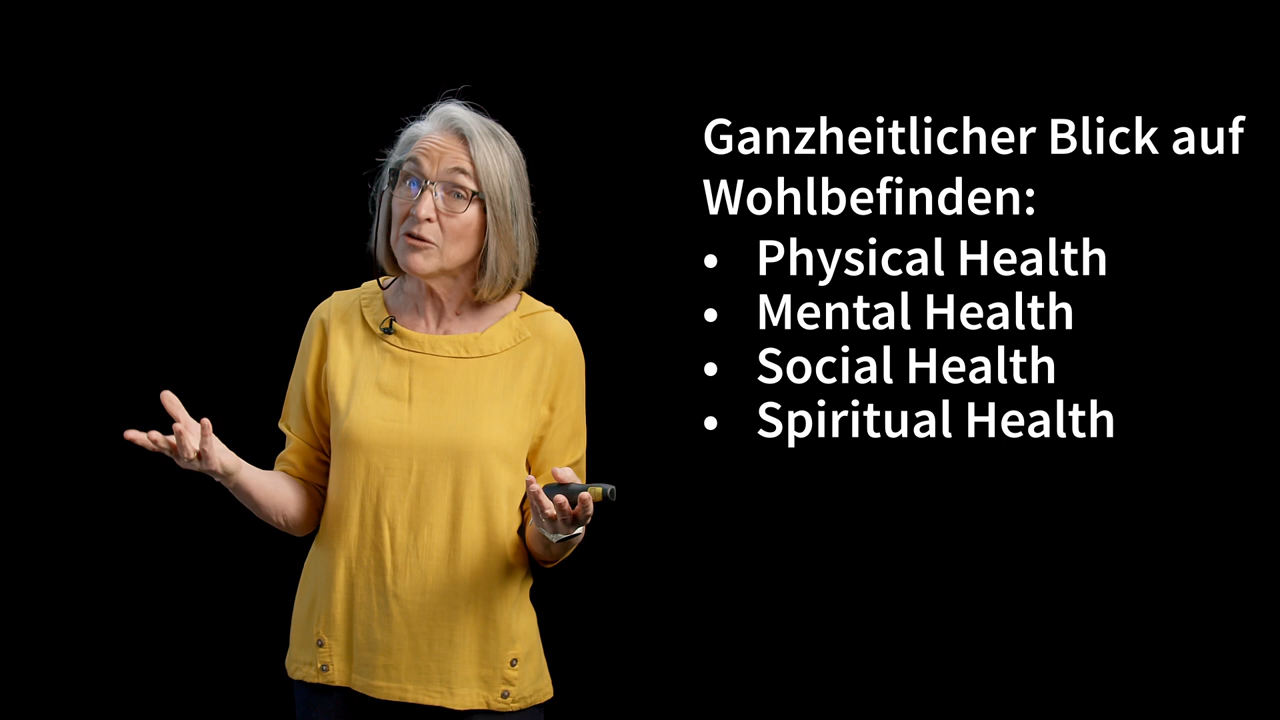 Ganzheitlicher Blick auf
Wohlbefinden:
• Physical Health
• Mental Health
• Social Health
• Spiritual Health